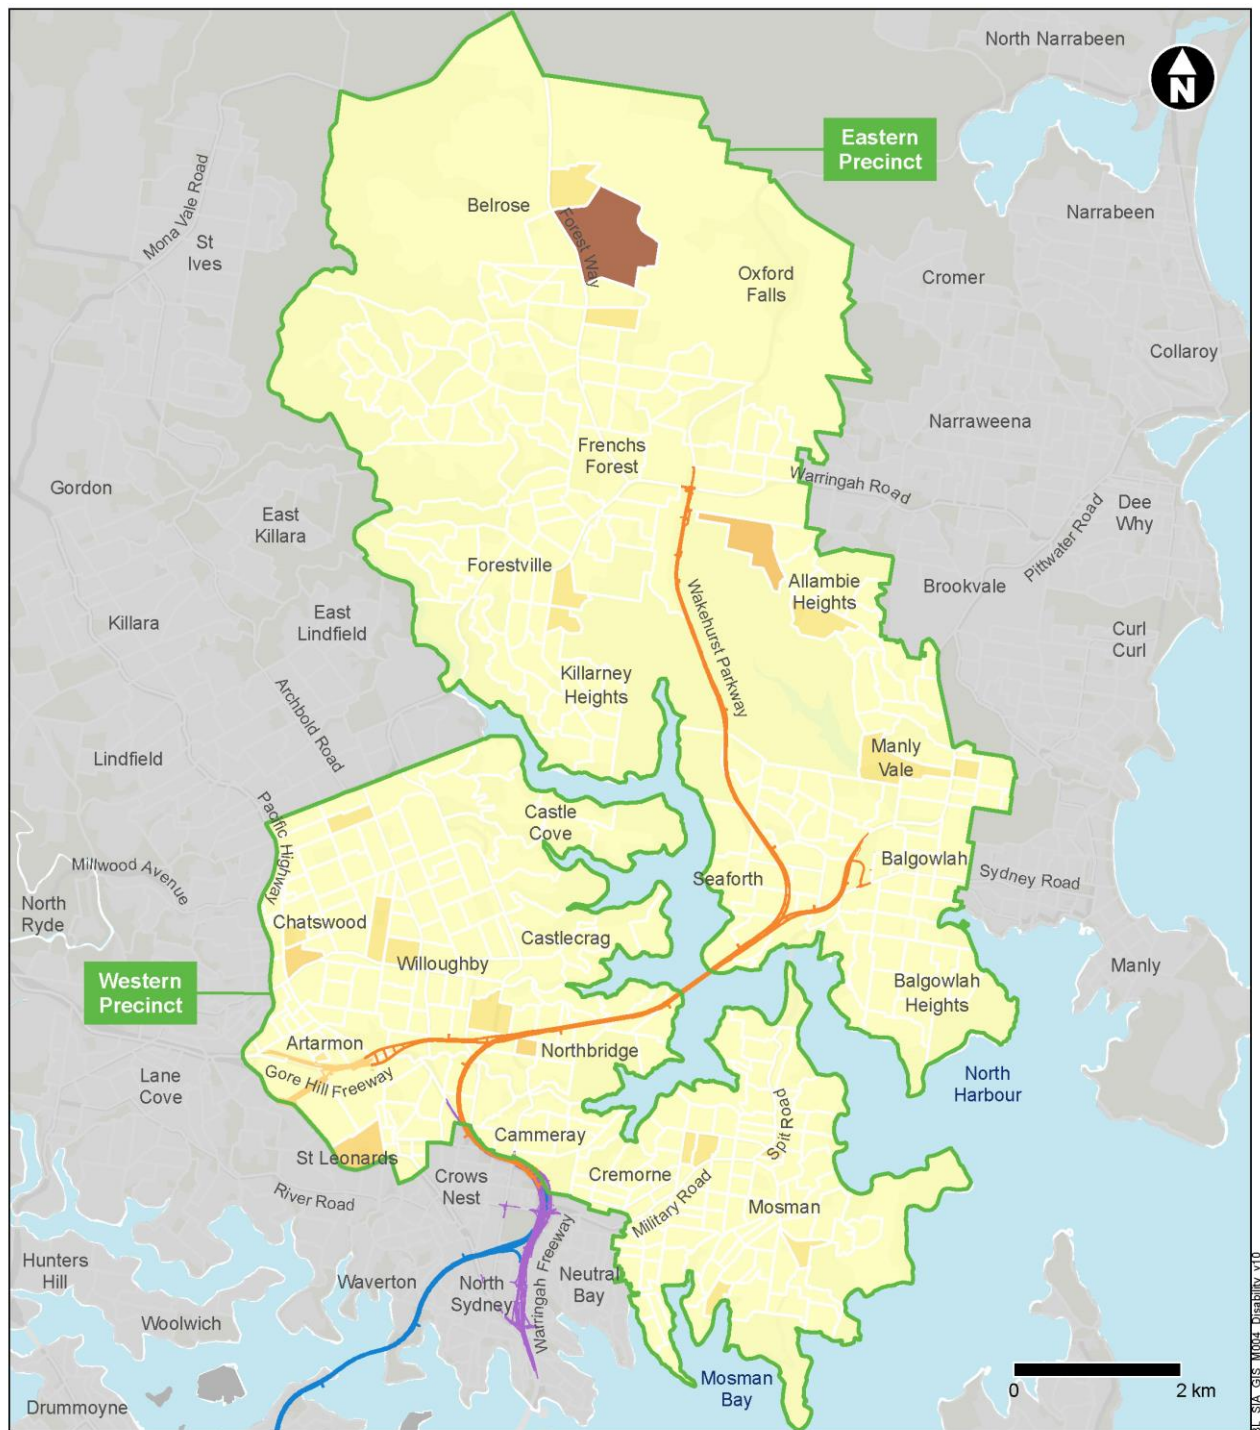 North Narrabeen
N
Eastern
Precinct
Mona Vale Road
St
Ives
Belrose
Forest Way
Narrabeen
Oxford
Falls
Cromer
Collaroy
Narraweena
Frenchs
Forest
Warringah Road
Gordon
East
Killara
Dee
Why
Pittwater Road
Forestville
Allambie
Heights
Brookvale
Wakehurst Parkway
Killara
East
Lindfield
Curl
Curl
Killarney
Heights
Archbold Road
Lindfield
Manly
Vale
Pacific Highway
Castle
Cove
Millwood Avenue
Balgowlah
Seaforth
Sydney Road
North
Ryde
Chatswood
Castlecrag
Willoughby
Manly
Western
Precinct
Balgowlah
Heights
Artarmon
Northbridge
Gore Hill Freeway
Lane
Cove
North
Harbour
Spit Road
Cammeray
St Leonards
Crows
Nest
Cremorne
River Road
Military Road
Mosman
Hunters
Hill
Waverton
North
Sydney
Warringah Freeway
Neutral
Bay
Woolwich
Mosman
Bay
Drummoyne
0 2 km
SIA_GIS_M004_Disability_v10